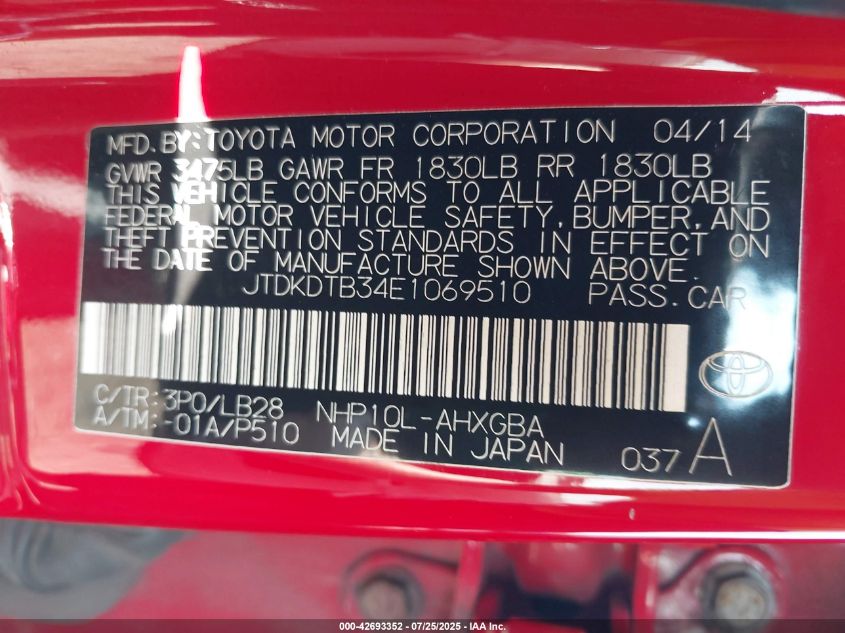 MFD.BY:TOYOTA MOTOR CORPORATION 04/14
GVWR 3475LB GAWR FR 1830LB RR 1830LB
THIS VEHICLE CONFORMS TO ALL APPLICABLE
FEDERAL MOTOR VEHICLE SAFETY,BUMPER,AND
THEFT PREVENTION STANDARDS IN EFFECT ON
THE DATE OF MANUFACTURE SHOWN ABOVE.
JTDKDTB34E1069510 PASS.CAR
C/TR:3P0/LB28 NHP10L-AHXGBA
A/TM:-01A/P510 MADE IN JAPAN 037 A
000-42693352 | 07/25/2025 - IAA, Inc.